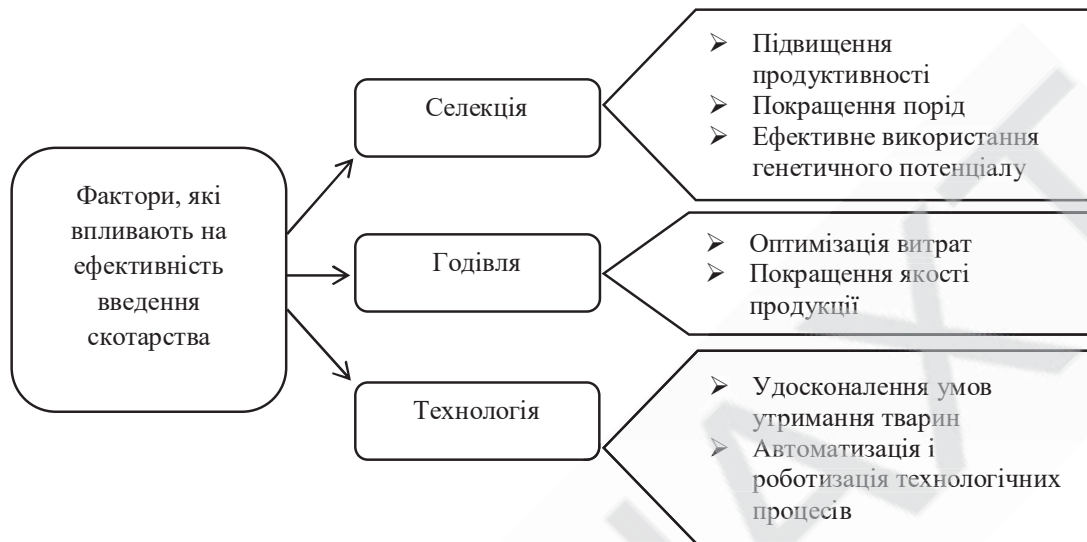 Фактори, які
впливають на
ефективність
введення
скотарства
Селекція
➢ Підвищення
продуктивності
➢ Покращення порід
➢ Ефективне використання
генетичного потенціалу
Годівля
➢ Оптимізація витрат
➢ Покращення якості
продукції
Технологія
➢ Удосконалення умов
утримання тварин
➢ Автоматизація і
роботизація технологічних
процесів